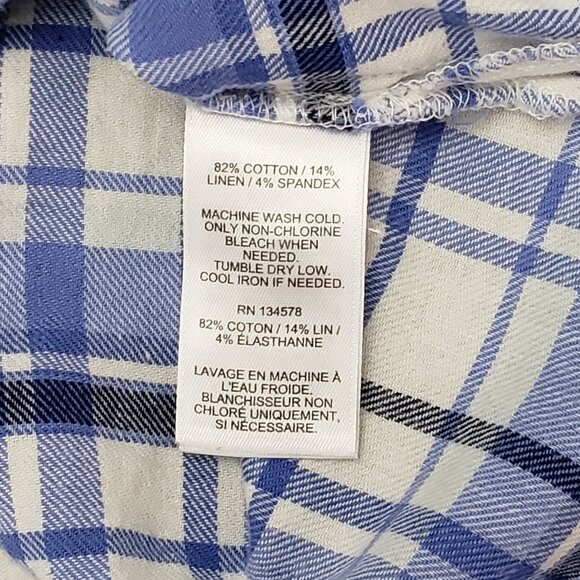 82% COTTON / 14%
LINEN / 4% SPANDEX
MACHINE WASH COLD.
ONLY NON-CHLORINE
BLEACH WHEN
NEEDED.
TUMBLE DRY LOW.
COOL IRON IF NEEDED.
RN 134578
82% COTON / 14% LIN /
4% ÉLASTHANNE
LAVAGE EN MACHINE À
L'EAU FROIDE.
BLANCHISSEUR NON
CHLORÉ UNIQUEMENT,
SI NÉCESSAIRE.